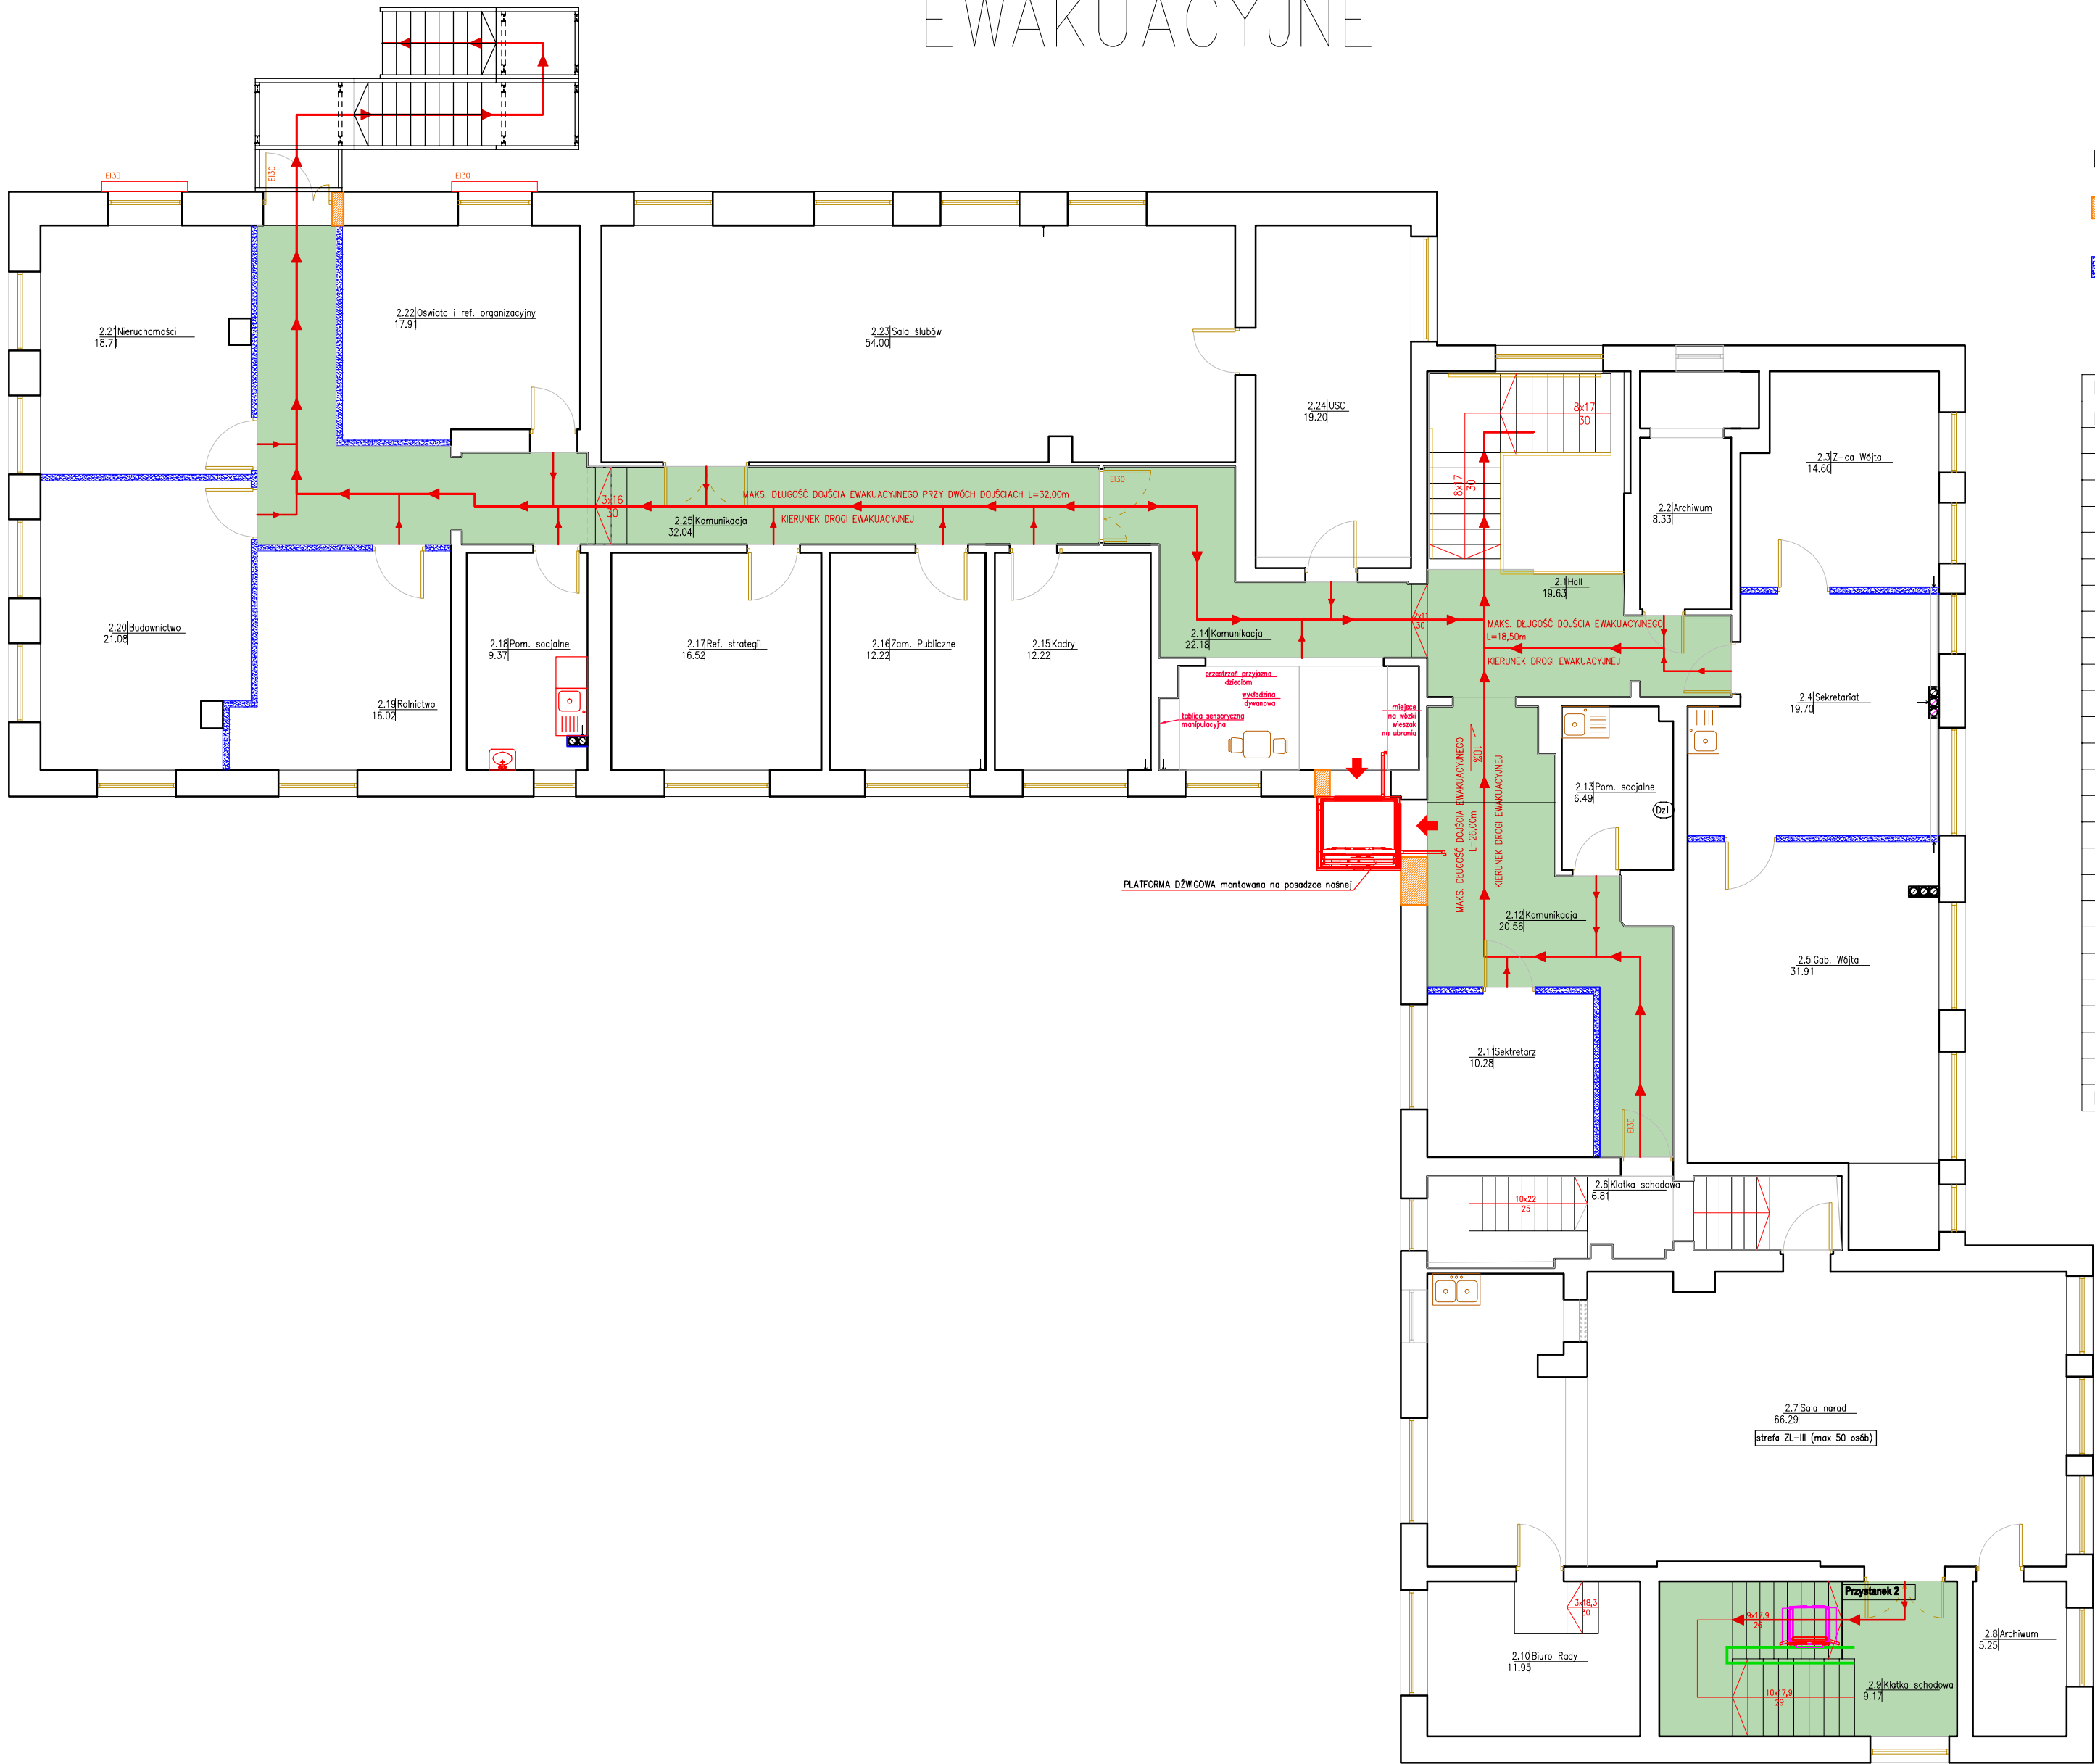 EWAKUACYJNE
EI30
EI30
EI30
2.21 Nieruchomości
18.71
2.22 Oświata i ref. organizacyjny
17.91
2.23 Sala ślubów
54.00
2.24 USC
19.20
8x17
30
8x17
30
2.3 Z-ca Wójta
14.60
2.2 Archiwum
8.33
3x16
30
MAKS. DŁUGOŚĆ DOJŚCIA EWAKUACYJNEGO PRZY DWÓCH DOJŚCIACH L=32,00m
KIERUNEK DROGI EWAKUACYJNEJ
2.25 Komunikacja
32.04
EI30
2.1 Hall
19.63
2.20 Budownictwo
21.08
2.18 Pom. socjalne
9.37
2.17 Ref. strategii
16.52
2.16 Zam. Publiczne
12.22
2.15 Kadry
12.22
2.14 Komunikacja
22.18
2x11
30
MAKS. DŁUGOŚĆ DOJŚCIA EWAKUACYJNEGO
L=18,50m
KIERUNEK DROGI EWAKUACYJNEJ
2.19 Rolnictwo
16.02
przestrzeń przyjazna
dzieciom
wykładzina
dywanowa
tablica sensoryczna
manipulacyjna
miejsce
na wózki
wieszak
na ubrania
2.4 Sekretariat
19.70
MAKS. DŁUGOŚĆ DOJŚCIA EWAKUACYJNEGO
L=26,00m
10%
KIERUNEK DROGI EWAKUACYJNEJ
2.13 Pom. socjalne
6.49
Dz1
PLATFORMA DŹWIGOWA montowana na posadzce nośnej
2.12 Komunikacja
20.56
2.5 Gab. Wójta
31.91
2.11 Sektretarz
10.28
EI30
2.6 Klatka schodowa
6.81
10x22
25
2.7 Sala narad
66.29
strefa ZL-III (max 50 osób)
Przystanek 2
3x18,3
30
9x17,9
26
2.10 Biuro Rady
11.95
2.8 Archiwum
5.25
2.9 Klatka schodowa
9.17
10x17,9
29